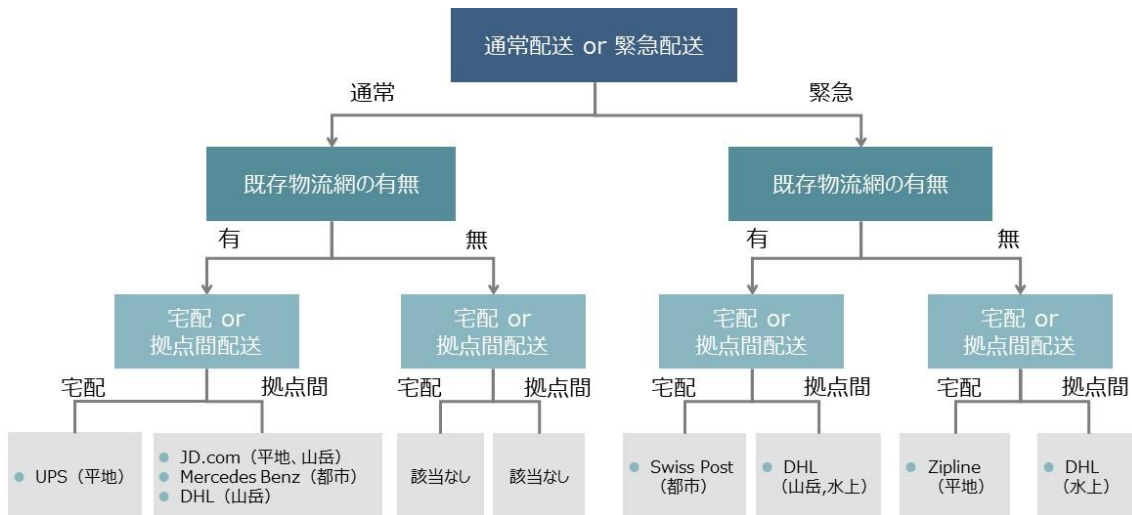 通常配送 or 緊急配送
通常
緊急
既存物流網の有無
既存物流網の有無
有
無
有
無
宅配 or
拠点間配送
宅配 or
拠点間配送
宅配 or
拠点間配送
宅配 or
拠点間配送
宅配
拠点間
宅配
拠点間
宅配
拠点間
宅配
拠点間
UPS（平地）
JD.com（平地、山岳）
Mercedes Benz（都市）
DHL（山岳）
該当なし
該当なし
Swiss Post
（都市）
DHL
（山岳,水上）
Zipline
（平地）
DHL
（水上）